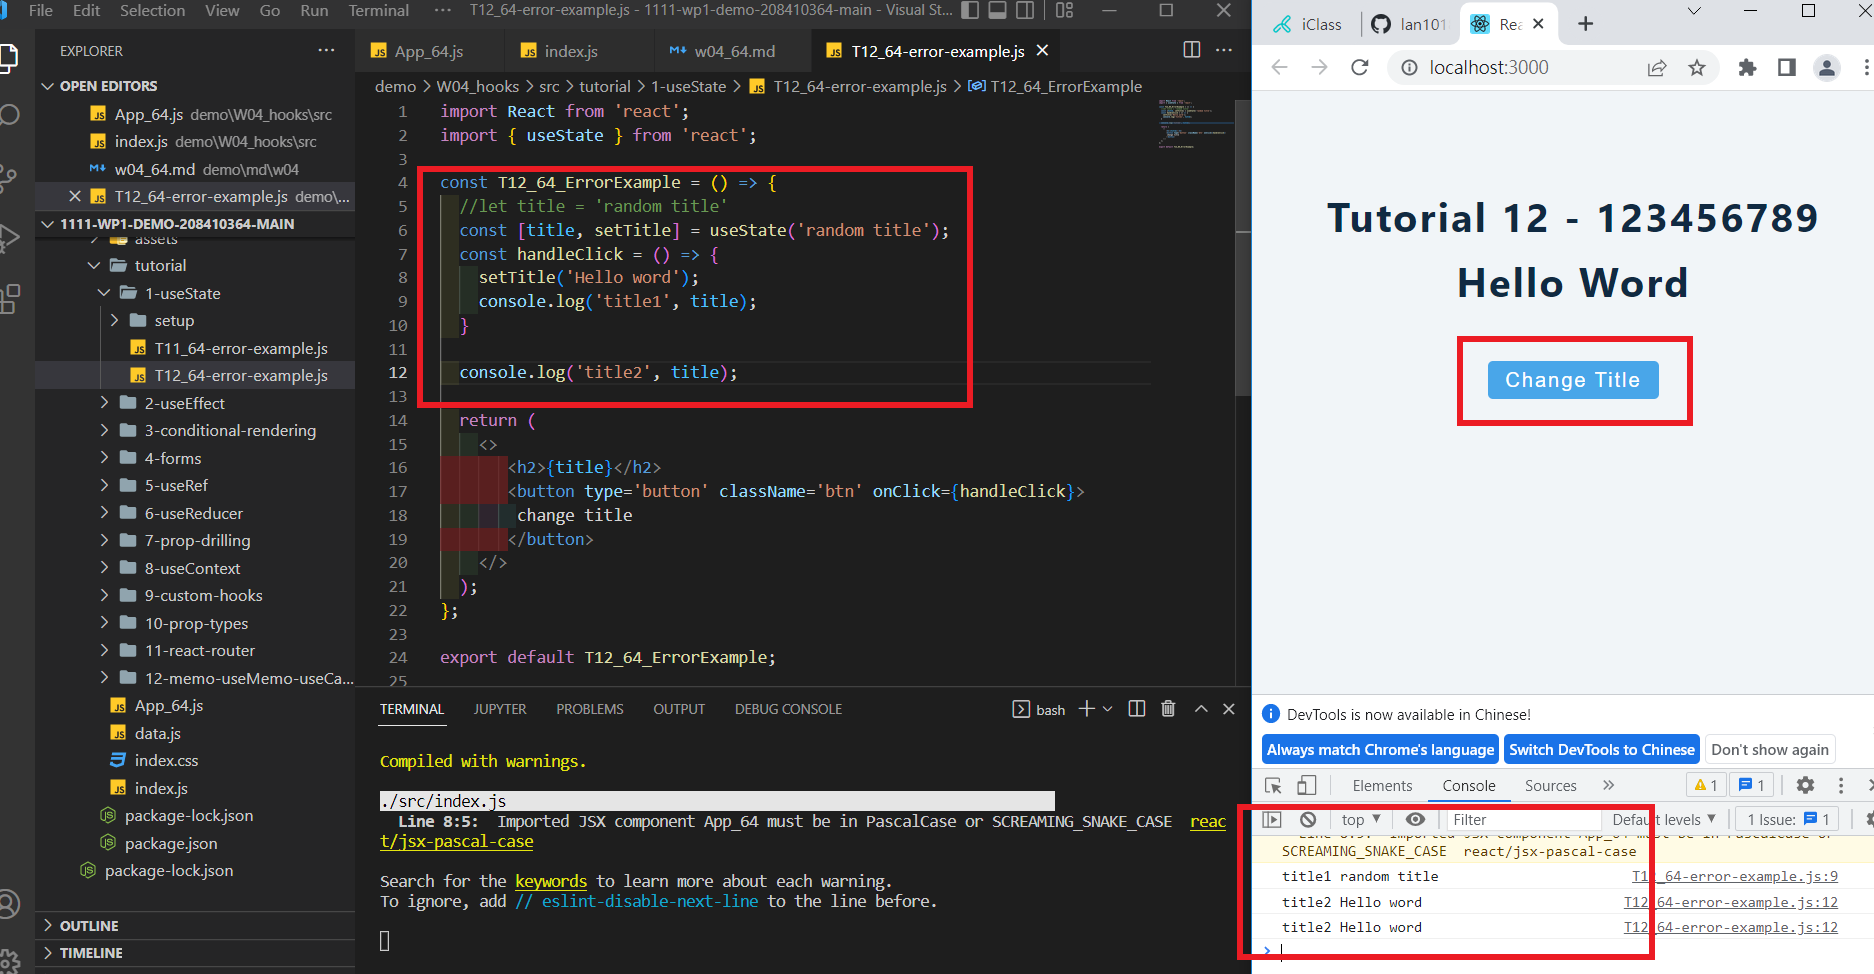 File Edit Selection View Go Run Terminal ··· T12_64-error-example.js - 1111-wp1-demo-208410364-main - Visual St...
EXPLORER
OPEN EDITORS
App_64.js demo\W04_hooks\src
index.js demo\W04_hooks\src
w04_64.md demo\md\w04
T12_64-error-example.js demo\...
1111-WP1-DEMO-208410364-MAIN
assets
tutorial
1-useState
setup
T11_64-error-example.js
T12_64-error-example.js
2-useEffect
3-conditional-rendering
4-forms
5-useRef
6-useReducer
7-prop-drilling
8-useContext
9-custom-hooks
10-prop-types
11-react-router
12-memo-useMemo-useCa...
App_64.js
data.js
index.css
index.js
package-lock.json
package.json
package-lock.json
OUTLINE
TIMELINE
App_64.js index.js w04_64.md T12_64-error-example.js
demo > W04_hooks > src > tutorial > 1-useState > T12_64-error-example.js > T12_64_ErrorExample
1 import React from 'react';
2 import { useState } from 'react';
3
4 const T12_64_ErrorExample = () => {
5 //let title = 'random title'
6 const [title, setTitle] = useState('random title');
7 const handleClick = () => {
8 setTitle('Hello word');
9 console.log('title1', title);
10 }
11
12 console.log('title2', title);
13
14 return (
15 <>
16 <h2>{title}</h2>
17 <button type='button' className='btn' onClick={handleClick}>
18 change title
19 </button>
20 </>
21 );
22 };
23
24 export default T12_64_ErrorExample;
25
TERMINAL JUPYTER PROBLEMS OUTPUT DEBUG CONSOLE bash
Compiled with warnings.
./src/index.js
Line 8:5: Imported JSX component App_64 must be in PascalCase or SCREAMING_SNAKE_CASE reac
t/jsx-pascal-case
Search for the keywords to learn more about each warning.
To ignore, add // eslint-disable-next-line to the line before.
iClass lan101 Rea
localhost:3000
Tutorial 12 - 123456789
Hello Word
Change Title
DevTools is now available in Chinese!
Always match Chrome's language Switch DevTools to Chinese Don't show again
Elements Console Sources » 1 1
top Filter Default levels 1 Issue: 1
Line 8:5: Imported JSX component App_64 must be in PascalCase or
SCREAMING_SNAKE_CASE react/jsx-pascal-case
title1 random title T12_64-error-example.js:9
title2 Hello word T12_64-error-example.js:12
title2 Hello word T12_64-error-example.js:12